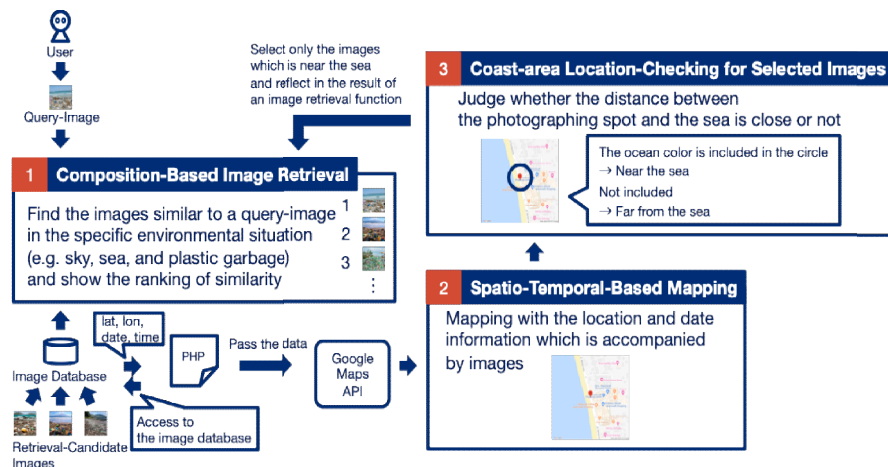 User
Query-Image
Select only the images
which is near the sea
and reflect in the result of
an image retrieval function
1 Composition-Based Image Retrieval
Find the images similar to a query-image
in the specific environmental situation
(e.g. sky, sea, and plastic garbage)
and show the ranking of similarity
1
2
3
⋮
lat, lon,
date, time
Image Database
PHP
Pass the data
Google
Maps
API
Access to
the image database
Retrieval-Candidate
Images
3 Coast-area Location-Checking for Selected Images
Judge whether the distance between
the photographing spot and the sea is close or not
The ocean color is included in the circle
→ Near the sea
Not included
→ Far from the sea
2 Spatio-Temporal-Based Mapping
Mapping with the location and date
information which is accompanied
by images